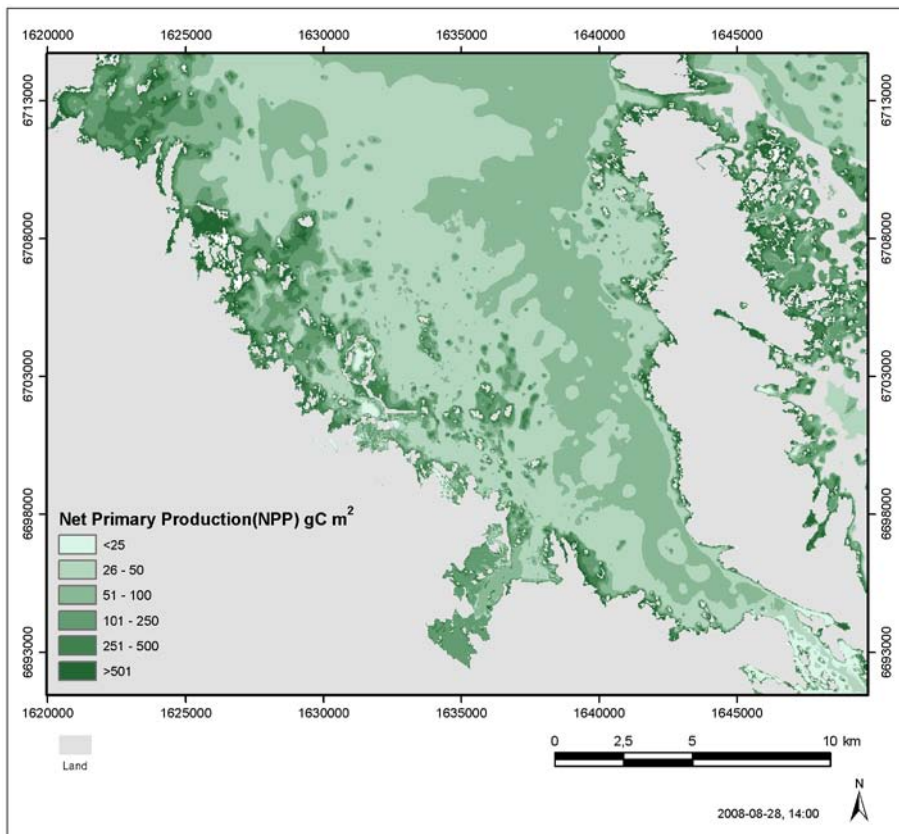 1620000 1625000 1630000 1635000 1640000 1645000
6713000 6713000
6708000 6708000
6703000 6703000
6698000 6698000
6693000 6693000
Net Primary Production(NPP) gC m²
<25
26 - 50
51 - 100
101 - 250
251 - 500
>501
1620000 1625000 1630000 1635000 1640000 1645000
Land
0 2,5 5 10 km
N
2008-08-28, 14:00